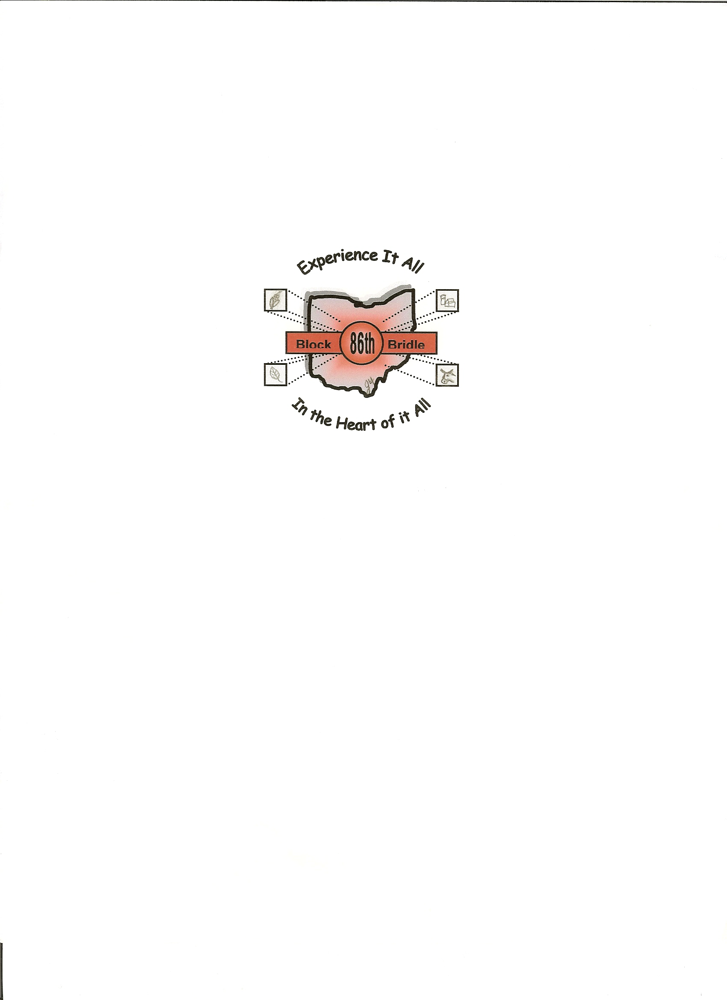 Experience It All
Block 86th Bridle
In the Heart of it All